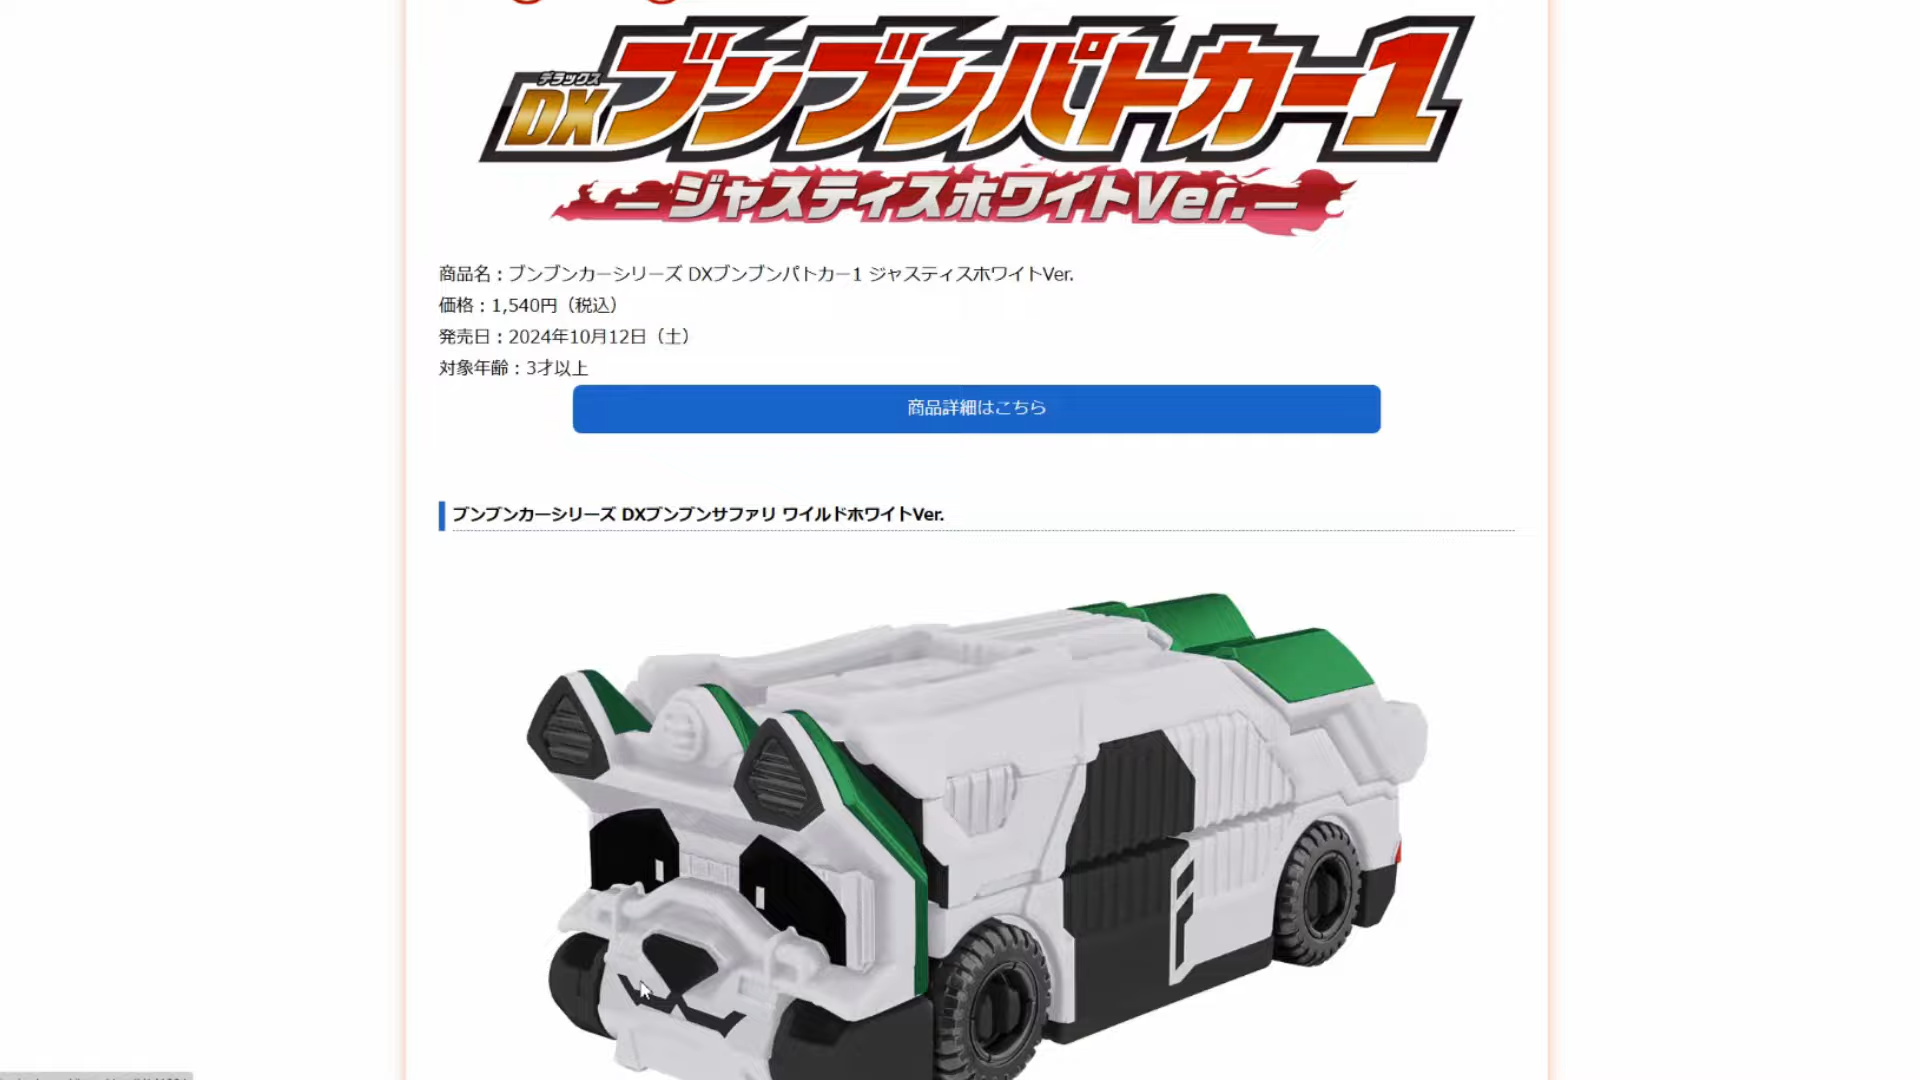 デラックス
DXブンブンパトカー1
ージャスティスホワイトVer.ー
商品名：ブンブンカーシリーズ DXブンブンパトカー1 ジャスティスホワイトVer.
価格：1,540円（税込）
発売日：2024年10月12日（土）
対象年齢：3才以上
商品詳細はこちら
ブンブンカーシリーズ DXブンブンサファリ ワイルドホワイトVer.